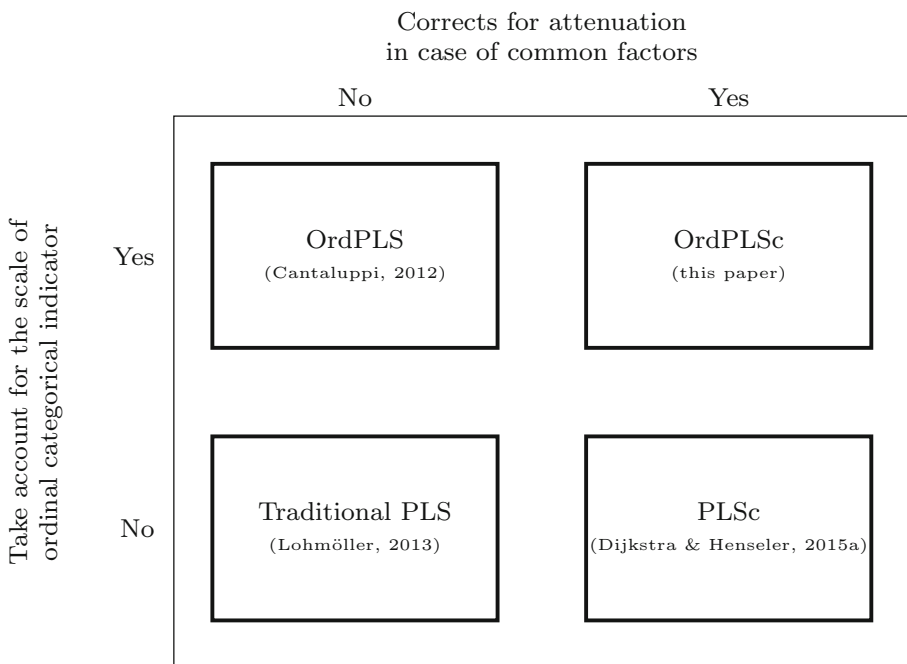 Corrects for attenuation
in case of common factors
No
Yes
Take account for the scale of
ordinal categorical indicator
Yes
OrdPLS
(Cantaluppi, 2012)
OrdPLSc
(this paper)
No
Traditional PLS
(Lohmöller, 2013)
PLSc
(Dijkstra & Henseler, 2015a)